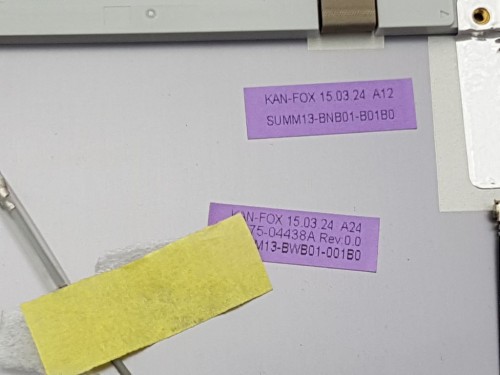 KAN-FOX 15.03.24 A12
SUMM13-BNB01-B01B0
KAN-FOX 15.03.24 A24
75-04438A Rev.0.0
M13-BWB01-001B0